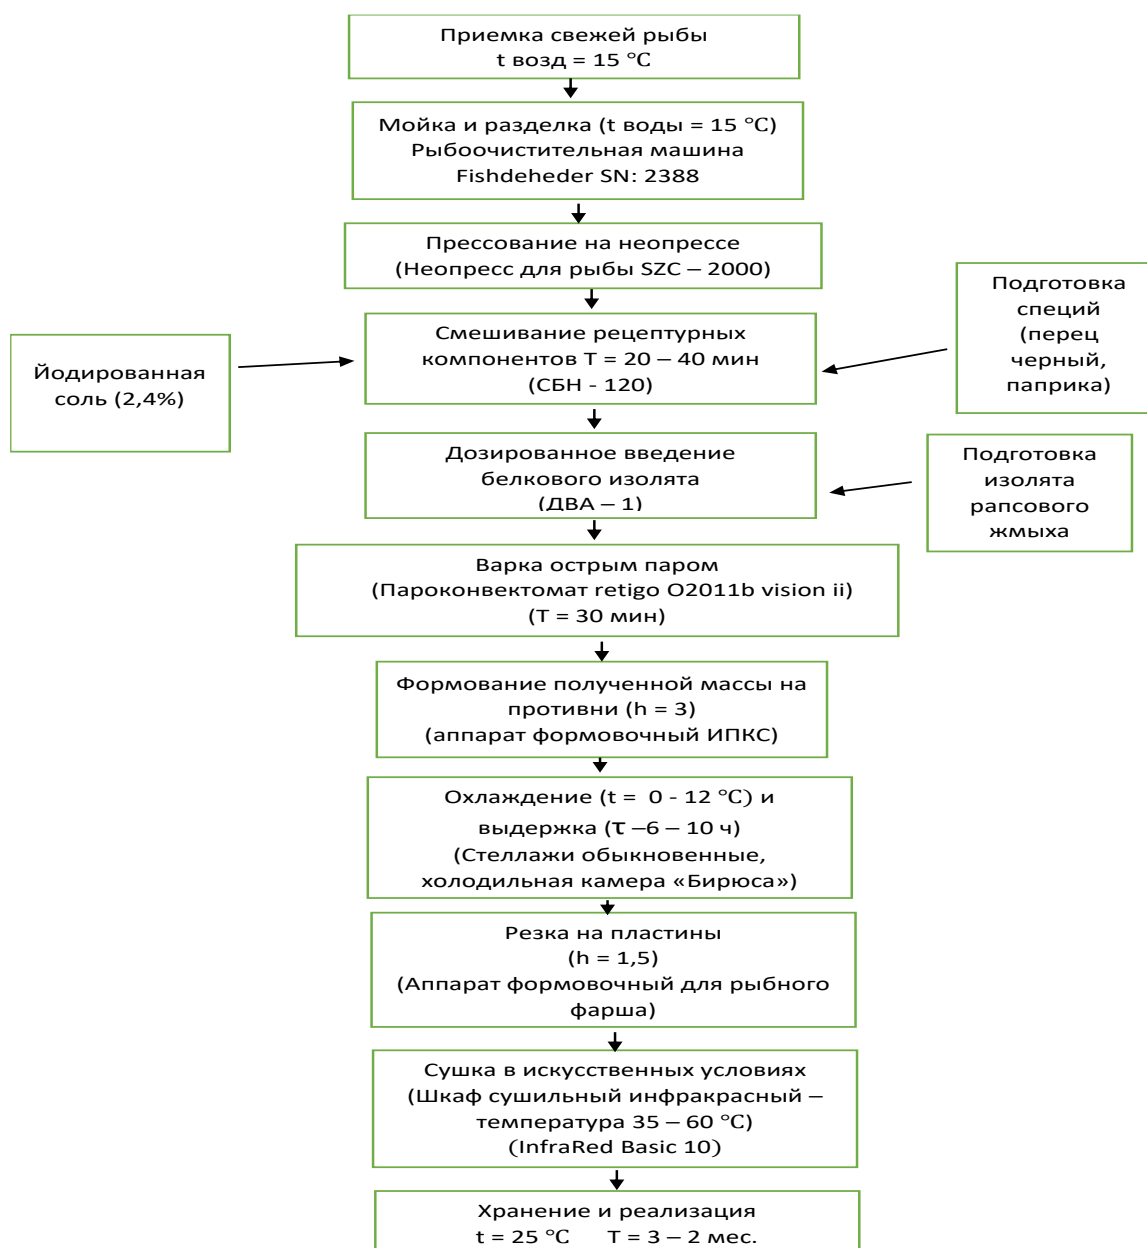 Приемка свежей рыбы
t возд = 15 °С
Мойка и разделка (t воды = 15 °С)
Рыбоочистительная машина
Fishdeheder SN: 2388
Прессование на неопрессе
(Неопресс для рыбы SZC – 2000)
Подготовка
специй
(перец
черный,
паприка)
Смешивание рецептурных
компонентов T = 20 – 40 мин
(СБН - 120)
Йодированная
соль (2,4%)
Дозированное введение
белкового изолята
(ДВА – 1)
Подготовка
изолята
рапсового
жмыха
Варка острым паром
(Пароконвектомат retigo O2011b vision ii)
(T = 30 мин)
Формование полученной массы на
противни (h = 3)
(аппарат формовочный ИПКС)
Охлаждение (t =  0 - 12 °С) и
выдержка (τ –6 – 10 ч)
(Стеллажи обыкновенные,
холодильная камера «Бирюса»)
Резка на пластины
(h = 1,5)
(Аппарат формовочный для рыбного
фарша)
Сушка в искусственных условиях
(Шкаф сушильный инфракрасный –
температура 35 – 60 °С)
(InfraRed Basic 10)
Хранение и реализация
t = 25 °С T = 3 – 2 мес.